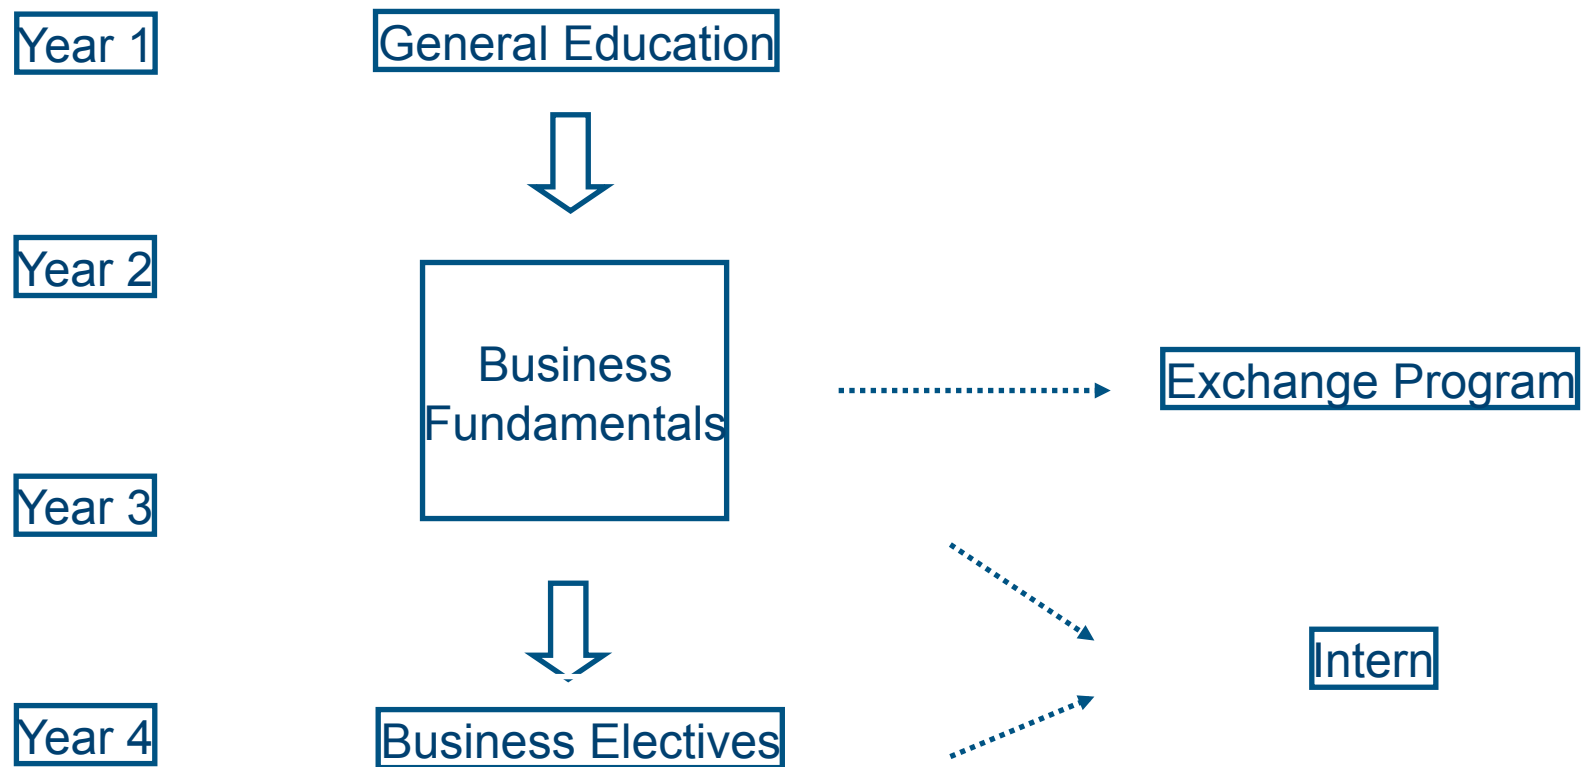 Year 1
General Education
Year 2
Business
Fundamentals
Exchange Program
Year 3
Intern
Year 4
Business Electives